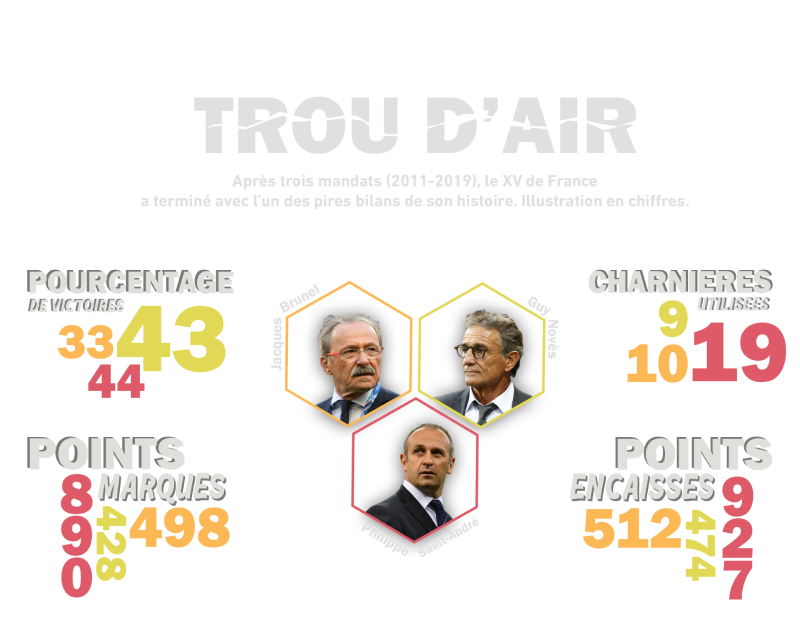 TROU D'AIR
Après trois mandats (2011-2019), le XV de France
a terminé avec l'un des pires bilans de son histoire. Illustration en chiffres.
POURCENTAGE
DE VICTOIRES
33
43
44
Jacques Brunel
Guy Novès
CHARNIERES
UTILISEES
9
10
19
POINTS
MARQUES
890
428
498
Philippe Saint-André
POINTS
ENCAISSES
512
474
927